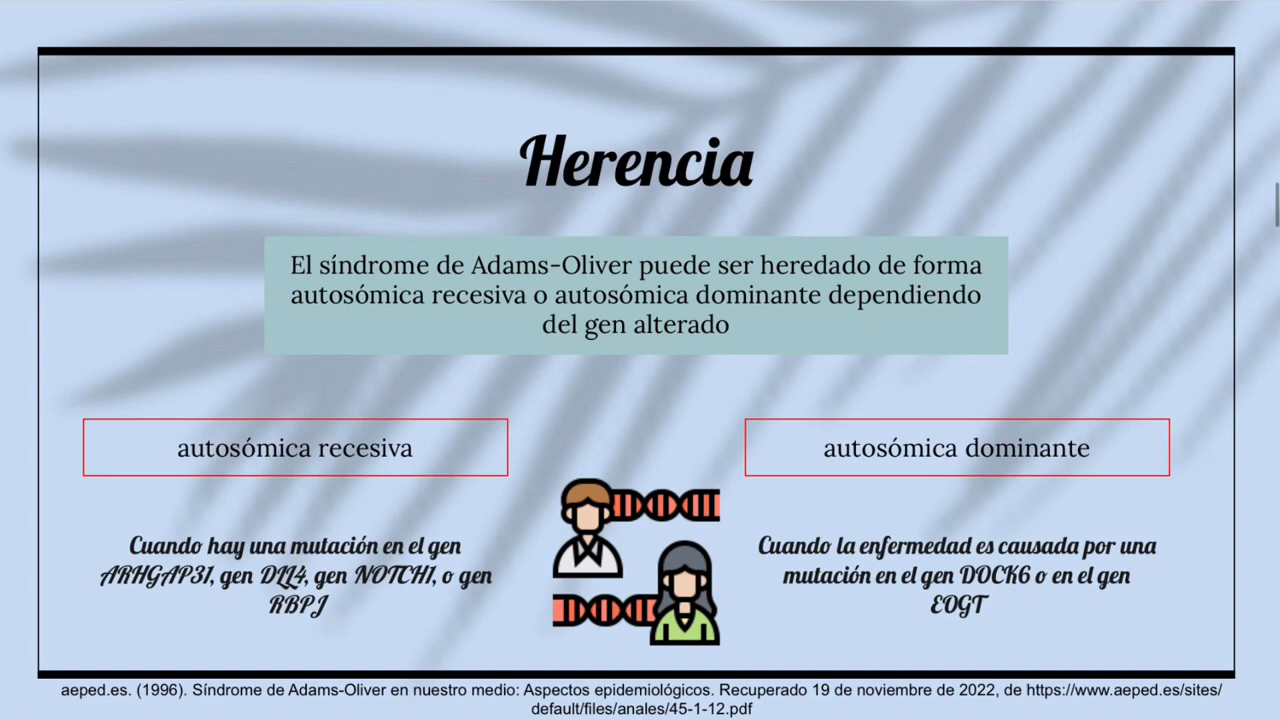 Herencia
El síndrome de Adams-Oliver puede ser heredado de forma
autosómica recesiva o autosómica dominante dependiendo
del gen alterado
autosómica recesiva
Cuando hay una mutación en el gen
ARHGAP31, gen DLL4, gen NOTCH1, o gen
RBPJ
autosómica dominante
Cuando la enfermedad es causada por una
mutación en el gen DOCK6 o en el gen
EOGT
aeped.es. (1996). Síndrome de Adams-Oliver en nuestro medio: Aspectos epidemiológicos. Recuperado 19 de noviembre de 2022, de https://www.aeped.es/sites/
default/files/anales/45-1-12.pdf